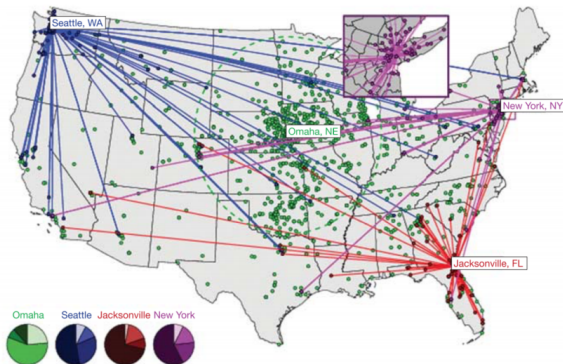 Seattle, WA
New York, NY
Omaha, NE
Jacksonville, FL
Omaha Seattle Jacksonville New York